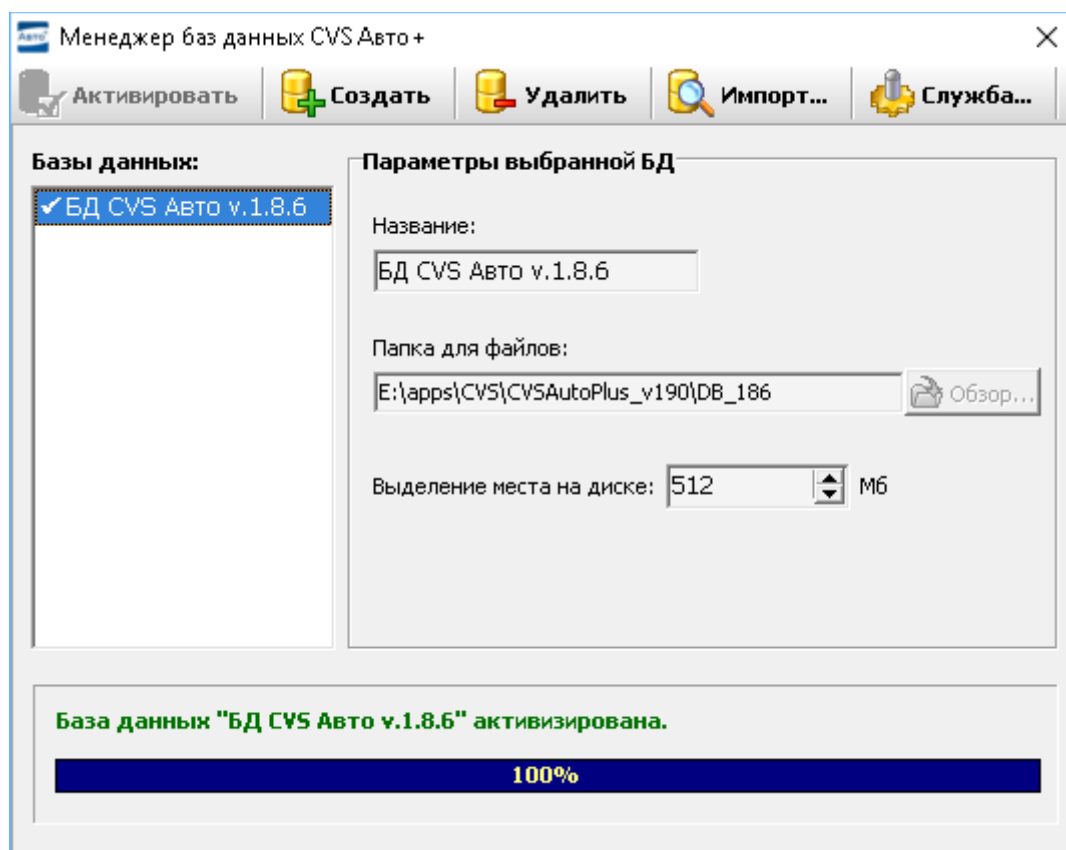 Авто⁺ Менеджер баз данных CVS Авто+
Активировать Создать Удалить Импорт... Служба...
Базы данных:
Параметры выбранной БД
БД CVS Авто v.1.8.6
Название:
БД CVS Авто v.1.8.6
Папка для файлов:
E:\apps\CVS\CVSAutoPlus_v190\DB_186 Обзор...
Выделение места на диске: 512 Мб
База данных "БД CVS Авто v.1.8.6" активизирована.
100%